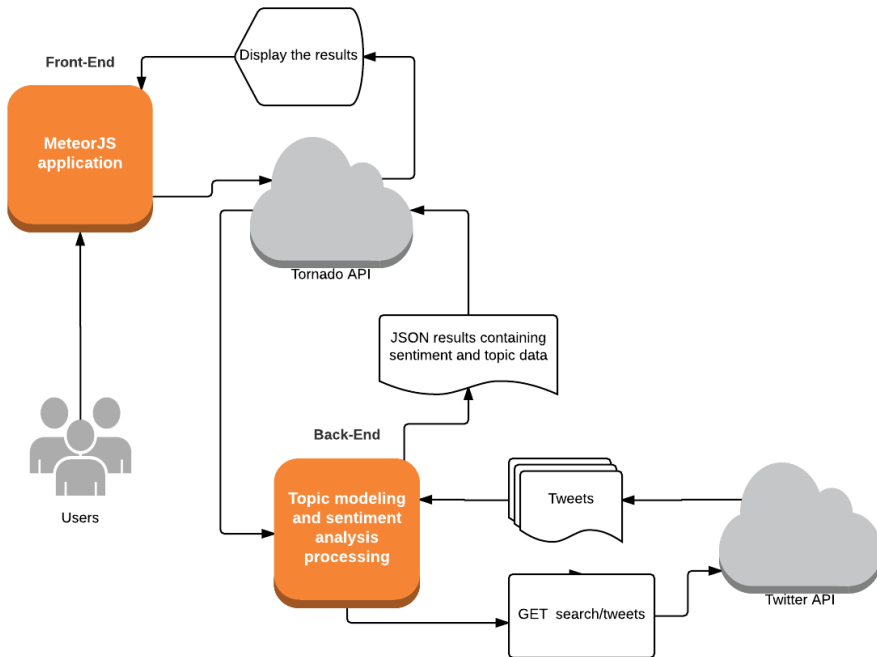 Display the results
Front-End
MeteorJS
application
Tornado API
JSON results containing
sentiment and topic data
Back-End
Topic modeling
and sentiment
analysis
processing
Tweets
Users
GET search/tweets
Twitter API